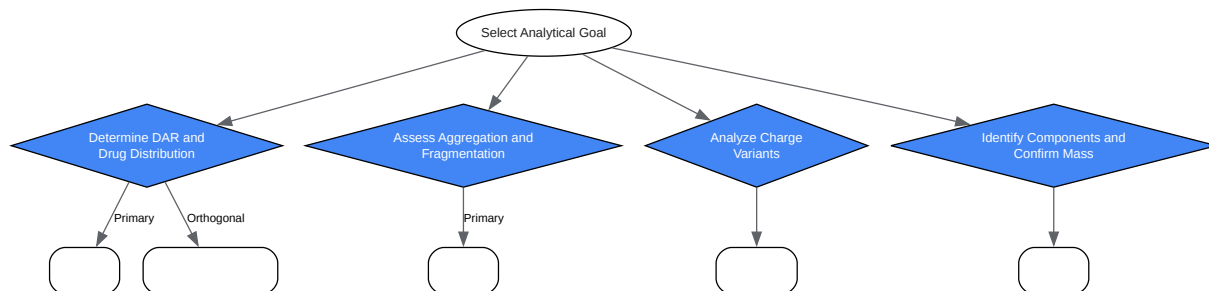 Select Analytical Goal
Determine DAR and
Drug Distribution
Assess Aggregation and
Fragmentation
Analyze Charge
Variants
Identify Components and
Confirm Mass
Primary
Orthogonal
Primary